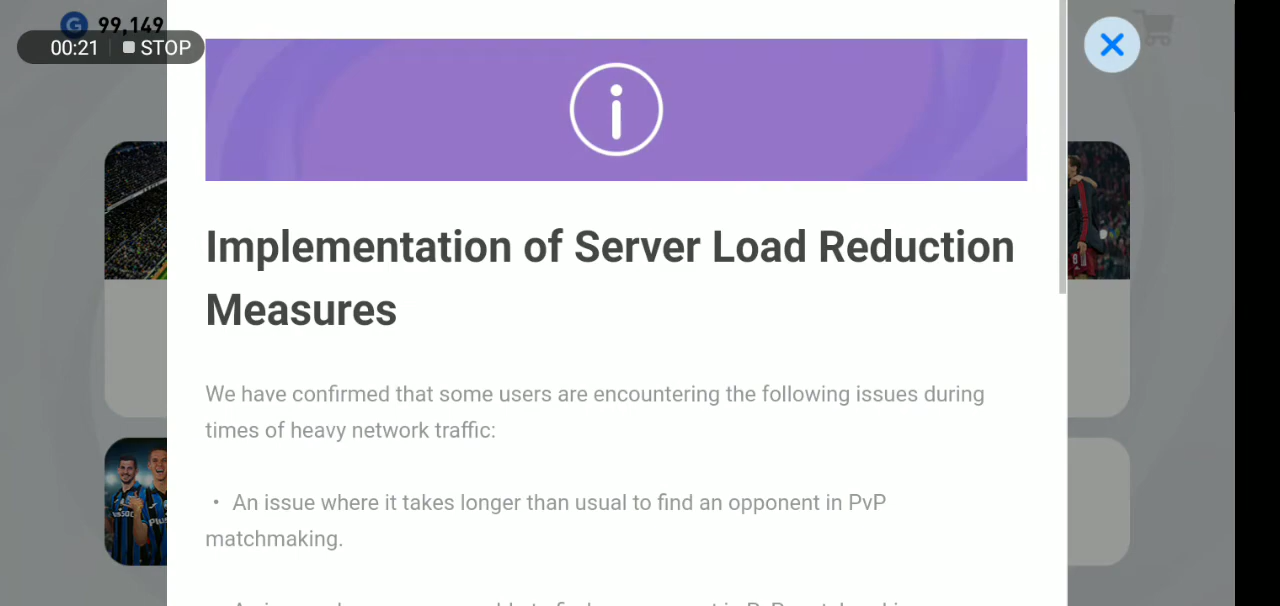 G 99,149
00:21 STOP
Implementation of Server Load Reduction
Measures
We have confirmed that some users are encountering the following issues during
times of heavy network traffic:
・ An issue where it takes longer than usual to find an opponent in PvP
matchmaking.